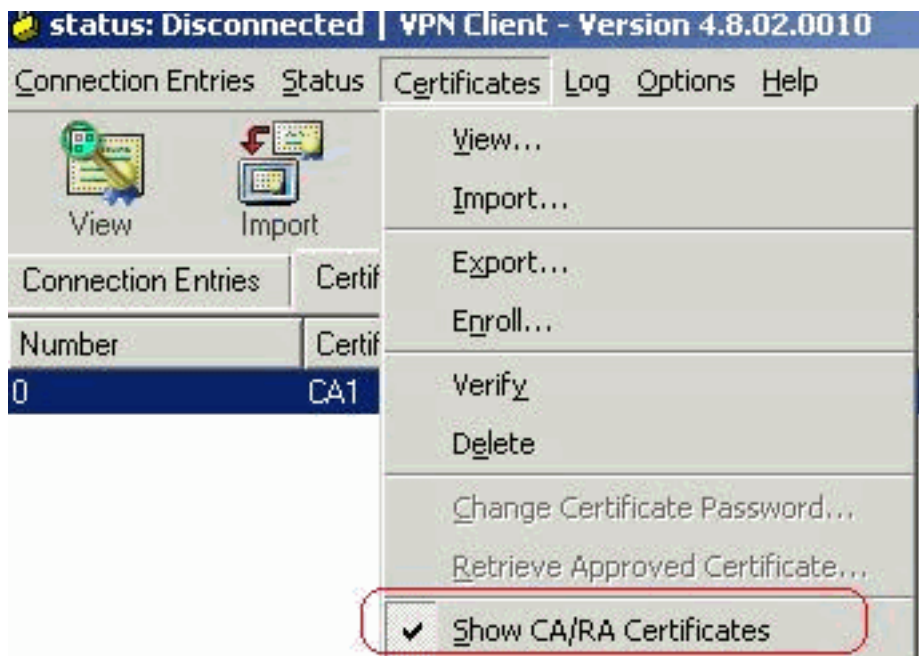 status: Disconnected | VPN Client - Version 4.8.02.0010
Connection Entries Status Certificates Log Options Help
View
Import
Connection Entries
Certif
Number
Certif
0
CA1
View...
Import...
Export...
Enroll...
Verify
Delete
Change Certificate Password...
Retrieve Approved Certificate...
Show CA/RA Certificates